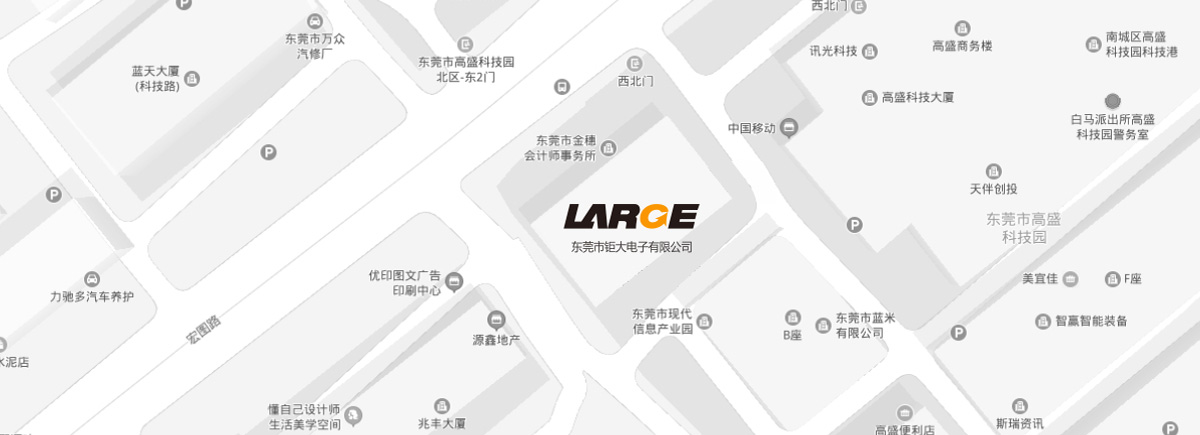 P
西北门
东莞市万众
汽修厂
东莞市高盛科技园
北区-东2门
蓝天大厦
(科技路)
西北门
讯光科技
高盛商务楼
南城区高盛
科技园科技港
高盛科技大厦
白马派出所高盛
科技园警务室
中国移动
东莞市金穗
会计师事务所
P
天伴创投
P
LARGE
东莞市钜大电子有限公司
P
东莞市高盛
科技园
力驰多汽车养护
优印图文广告
印刷中心
美宜佳
F座
宏图路
源鑫地产
东莞市现代
信息产业园
B座
东莞市蓝米
有限公司
P
智赢智能装备
水泥店
懂自己设计师
生活美学空间
兆丰大厦
高盛便利店
斯瑞资讯
P